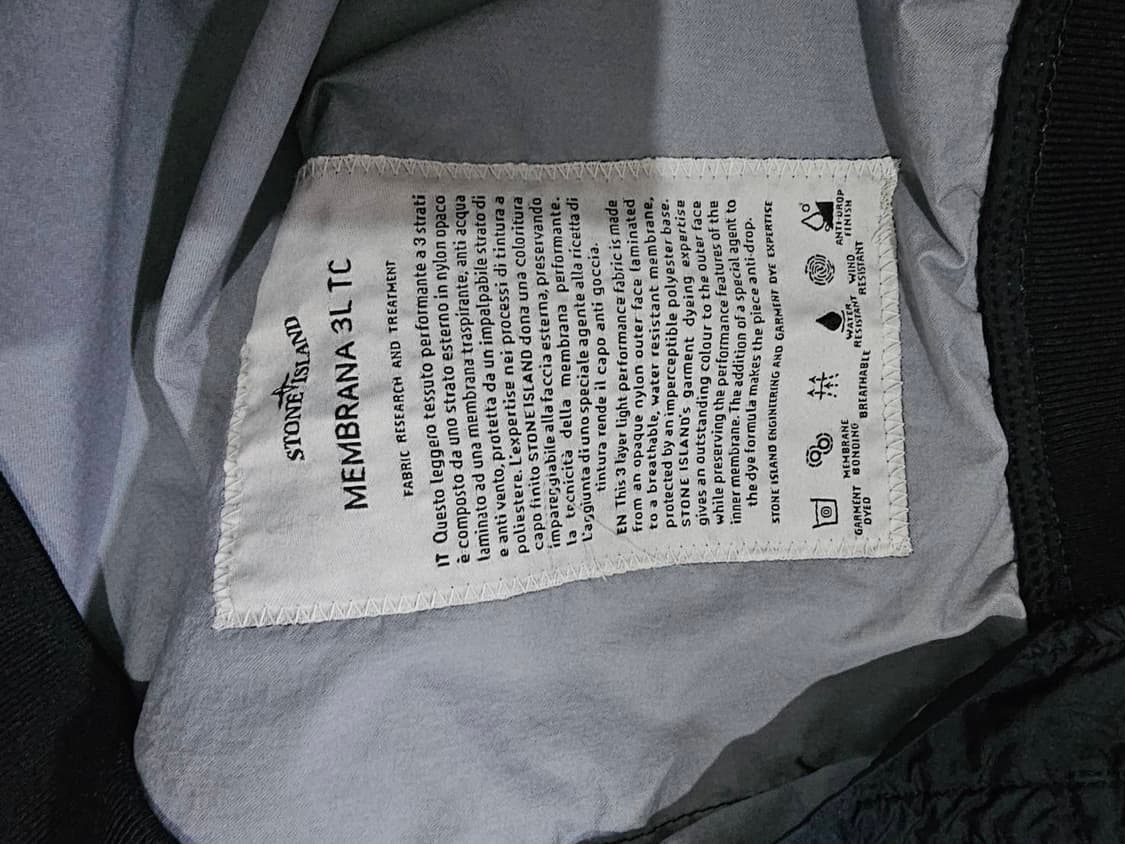 STONE ISLAND
MEMBRANA 3L TC
FABRIC RESEARCH AND TREATMENT
IT Questo leggero tessuto performante a 3 strati
è composto da uno strato esterno in nylon opaco
laminato ad una membrana traspirante, anti acqua
e anti vento, protetta da un impalpabile strato di
poliestere. L'expertise nei processi di tintura a
capo finito STONE ISLAND dona una coloritura
impareggiabile alla faccia esterna, preservando
la tecnicità della membrana performante.
L'aggiunta di uno speciale agente alla ricetta di
tintura rende il capo anti goccia.
EN This 3 layer light performance fabric is made
from an opaque nylon outer face laminated
to a breathable, water resistant membrane,
protected by an imperceptible polyester base.
STONE ISLAND's garment dyeing expertise
gives an outstanding colour to the outer face
while preserving the performance features of the
inner membrane. The addition of a special agent to
the dye formula makes the piece anti-drop.
STONE ISLAND ENGINEERING AND GARMENT DYE EXPERTISE
GARMENT DYED
MEMBRANE BONDING
BREATHABLE
WATER RESISTANT
WIND RESISTANT
ANTI-DROP FINISH